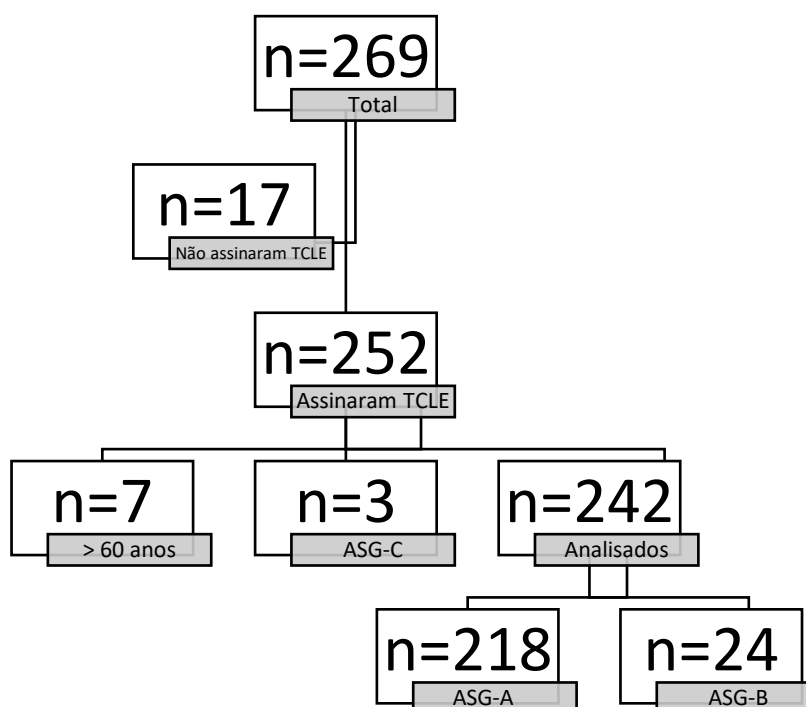 n=269
Total
n=17
Não assinaram TCLE
n=252
Assinaram TCLE
n=7
> 60 anos
n=3
ASG-C
n=242
Analisados
n=218
ASG-A
n=24
ASG-B